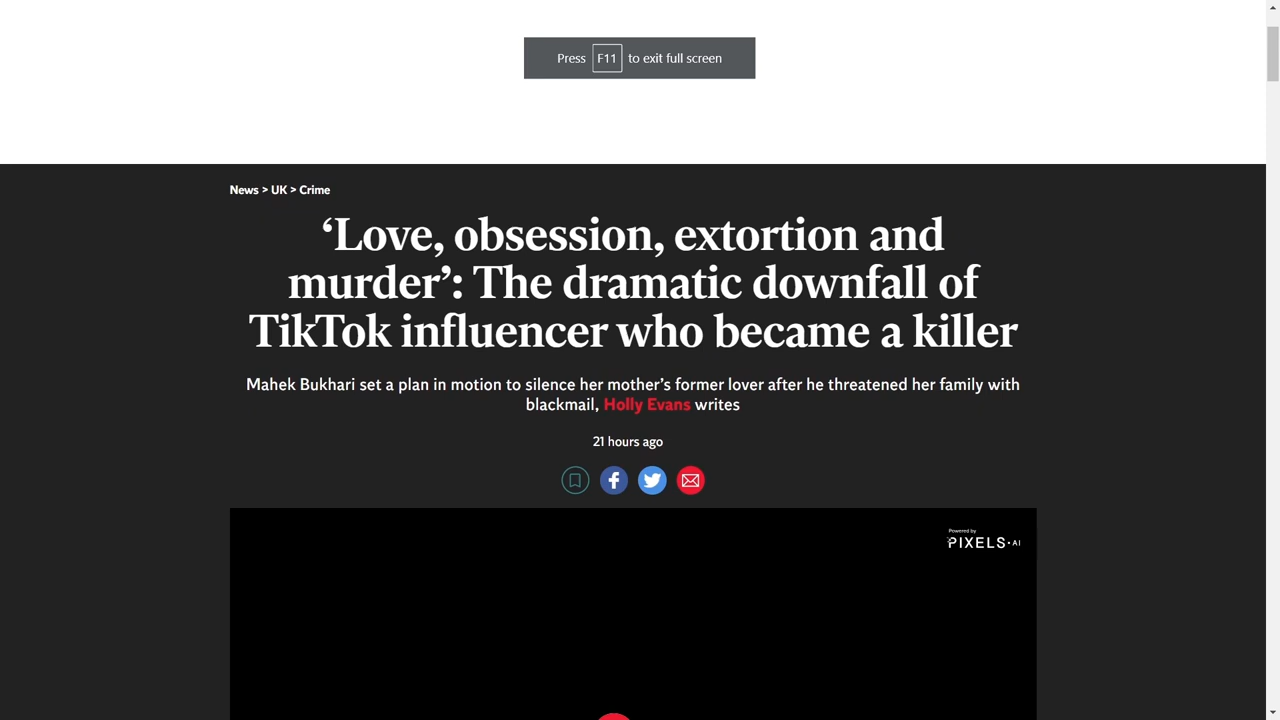 Press F11 to exit full screen
News > UK > Crime
‘Love, obsession, extortion and
murder’: The dramatic downfall of
TikTok influencer who became a killer
Mahek Bukhari set a plan in motion to silence her mother’s former lover after he threatened her family with
blackmail, Holly Evans writes
21 hours ago
Powered by
PIXELS·AI